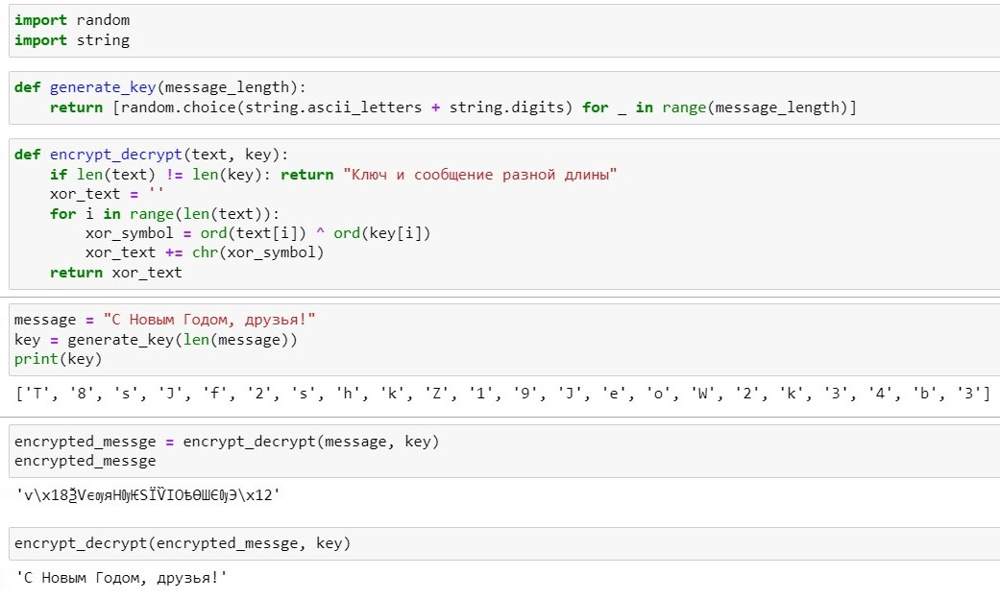 import random
import string
def generate_key(message_length):
return [random.choice(string.ascii_letters + string.digits) for _ in range(message_length)]
def encrypt_decrypt(text, key):
if len(text) != len(key): return "Ключ и сообщение разной длины"
xor_text = ''
for i in range(len(text)):
xor_symbol = ord(text[i]) ^ ord(key[i])
xor_text += chr(xor_symbol)
return xor_text
message = "С Новым Годом, друзья!"
key = generate_key(len(message))
print(key)
['T', '8', 's', 'J', 'f', '2', 's', 'h', 'k', 'Z', '1', '9', 'J', 'e', 'o', 'W', '2', 'k', '3', '4', 'b', '3']
encrypted_messge = encrypt_decrypt(message, key)
encrypted_messge
'ѵ\x18ѮѴєѹяHѸѤЅЇѶIOѣѲШЄѸЭ\x12'
encrypt_decrypt(encrypted_messge, key)
'С Новым Годом, друзья!'